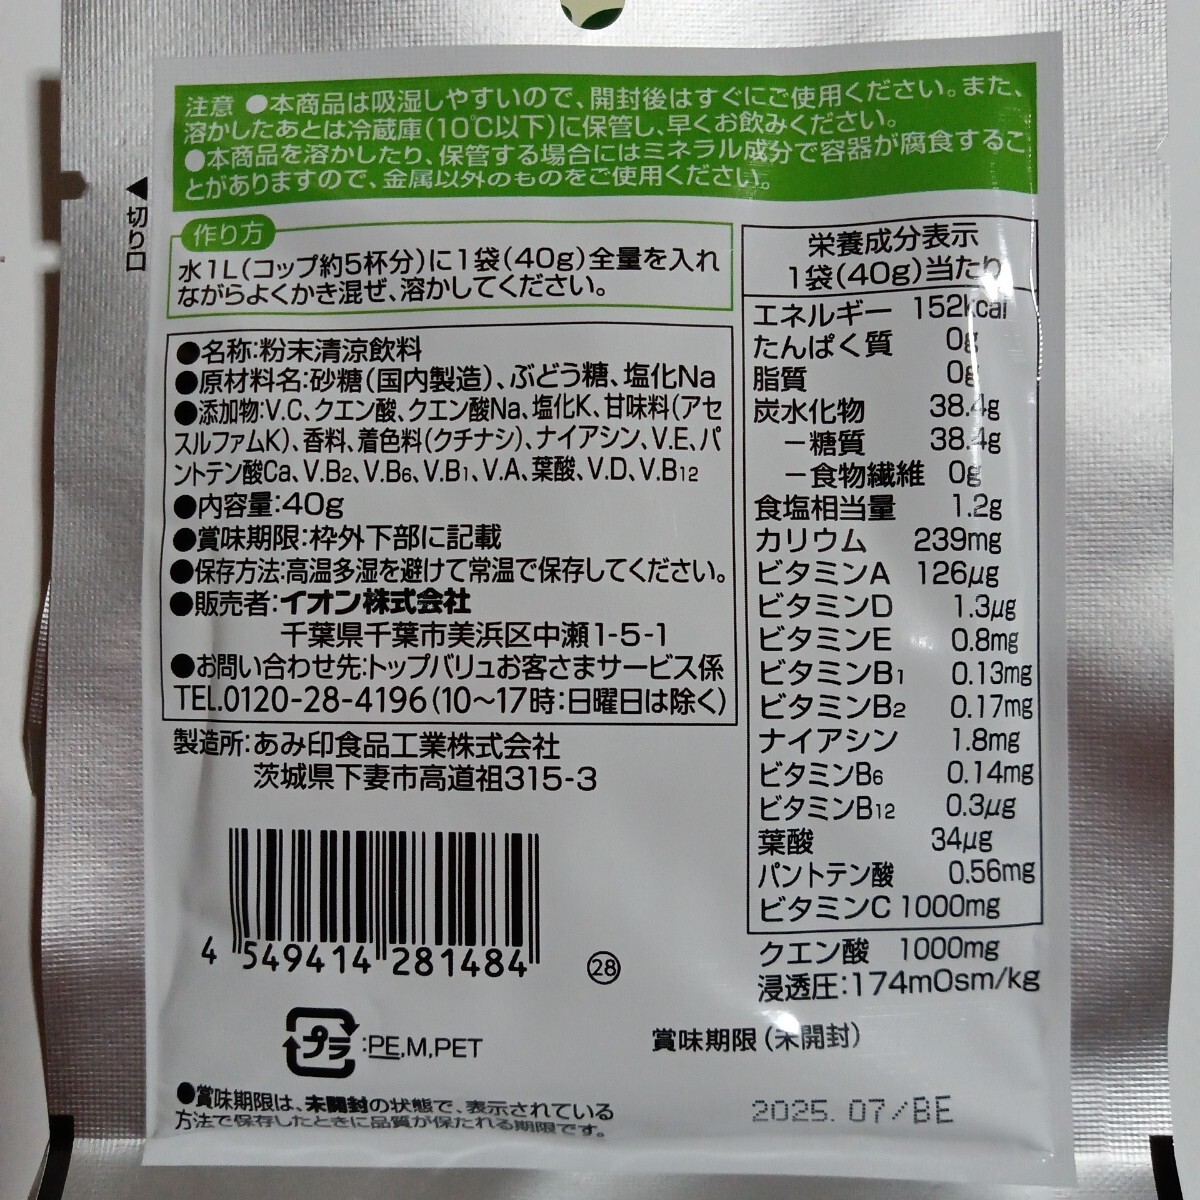 注意 ●本商品は吸湿しやすいので、開封後はすぐにご使用ください。また、
溶かしたあとは冷蔵庫(10℃以下)に保管し、早くお飲みください。
●本商品を溶かしたり、保管する場合にはミネラル成分で容器が腐食するこ
とがありますので、金属以外のものをご使用ください。
◀切り口
作り方
水1L(コップ約5杯分)に1袋(40g)全量を入れ
ながらよくかき混ぜ、溶かしてください。
●名称:粉末清涼飲料
●原材料名:砂糖(国内製造)、ぶどう糖、塩化Na
●添加物:V.C、クエン酸、クエン酸Na、塩化K、甘味料(アセ
スルファムK)、香料、着色料(クチナシ)、ナイアシン、V.E、パ
ントテン酸Ca、V.B2、V.B6、V.B1、V.A、葉酸、V.D、V.B12
●内容量:40g
●賞味期限:枠外下部に記載
●保存方法:高温多湿を避けて常温で保存してください。
●販売者:イオン株式会社
千葉県千葉市美浜区中瀬1-5-1
●お問い合わせ先:トップバリュお客さまサービス係
TEL.0120-28-4196(10〜17時:日曜日は除く)
製造所:あみ印食品工業株式会社
茨城県下妻市高道祖315-3
栄養成分表示
1袋(40g)当たり
エネルギー 152kcal
たんぱく質 0g
脂質 0g
炭水化物 38.4g
－糖質 38.4g
－食物繊維 0g
食塩相当量 1.2g
カリウム 239mg
ビタミンA 126μg
ビタミンD 1.3μg
ビタミンE 0.8mg
ビタミンB1 0.13mg
ビタミンB2 0.17mg
ナイアシン 1.8mg
ビタミンB6 0.14mg
ビタミンB12 0.3μg
葉酸 34μg
パントテン酸 0.56mg
ビタミンC 1000mg
クエン酸 1000mg
浸透圧:174mOsm/kg
4 549414 281484
28
プラ :PE,M,PET
賞味期限(未開封)
2025.07/BE
●賞味期限は、未開封の状態で、表示されている
方法で保存したときに品質が保たれる期限です。